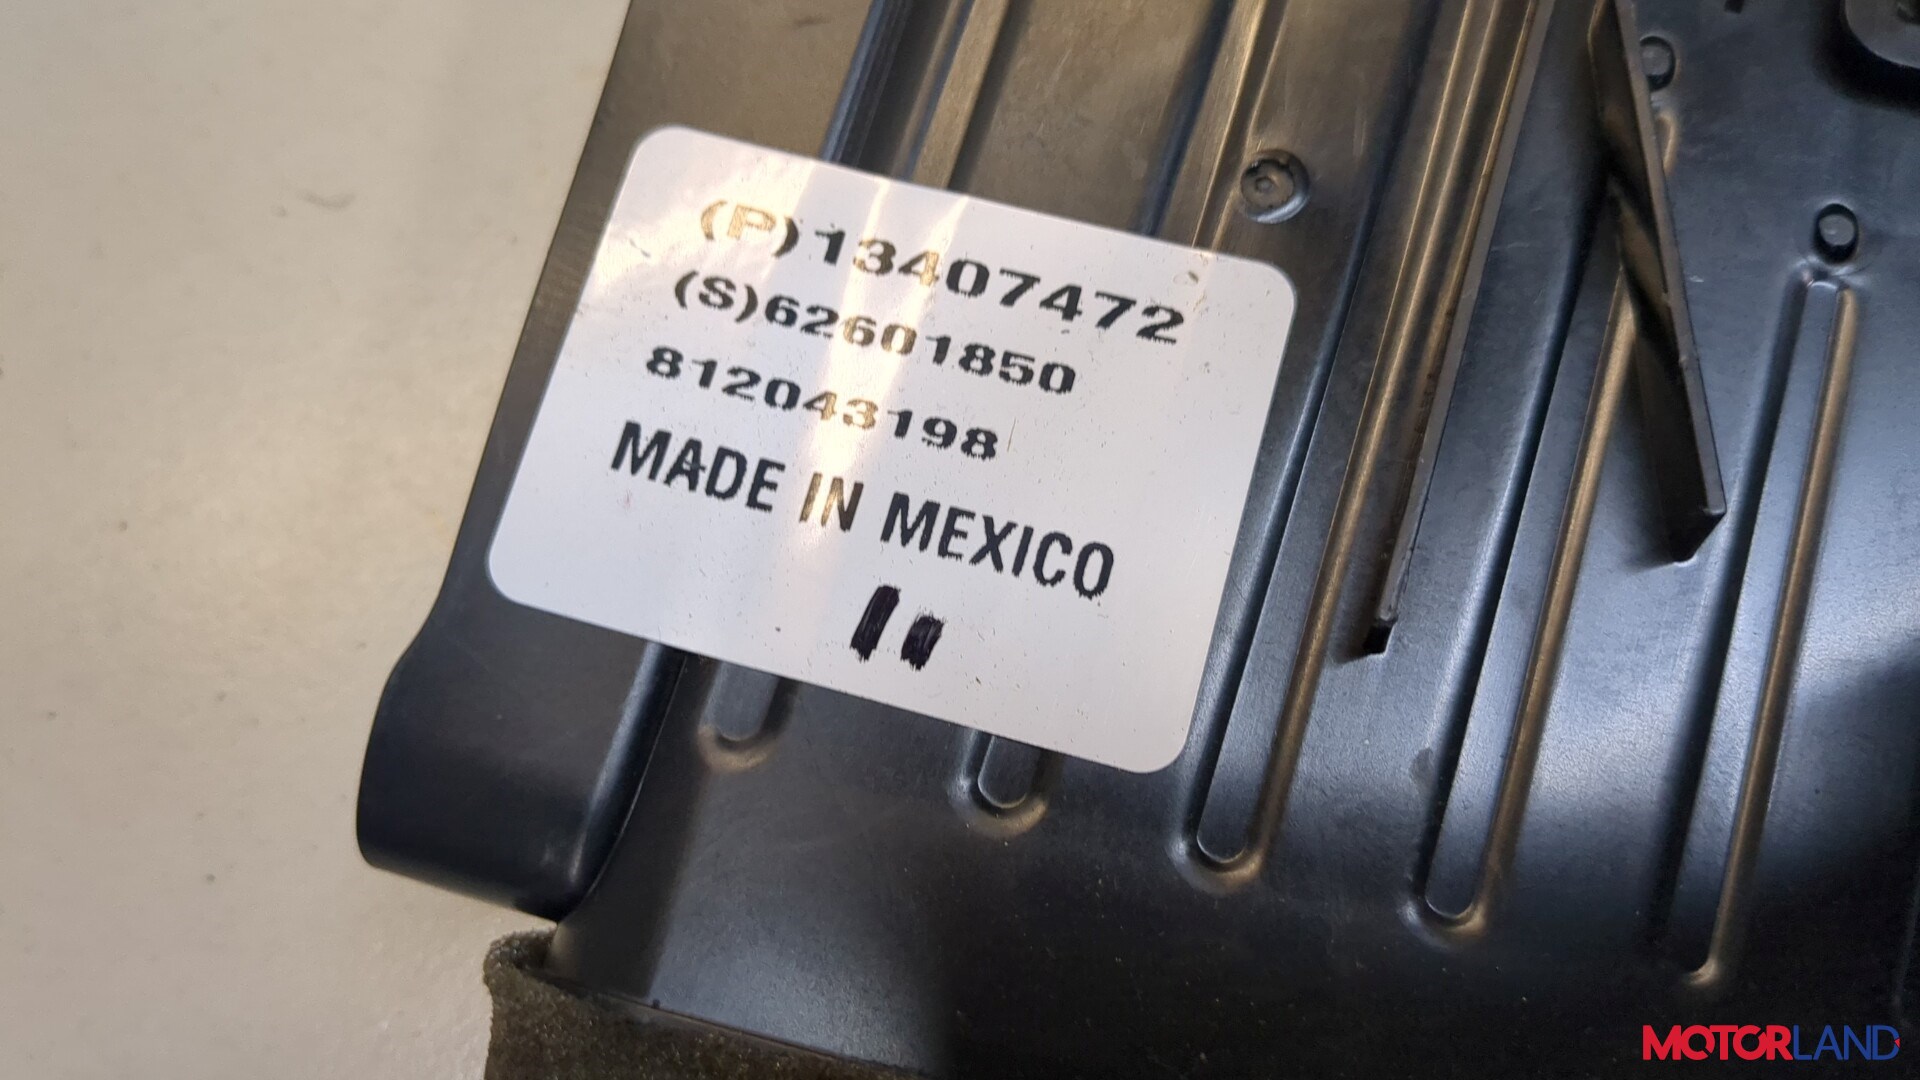 (P)13407472
(S)62601850
812043198
MADE IN MEXICO
MOTORLAND